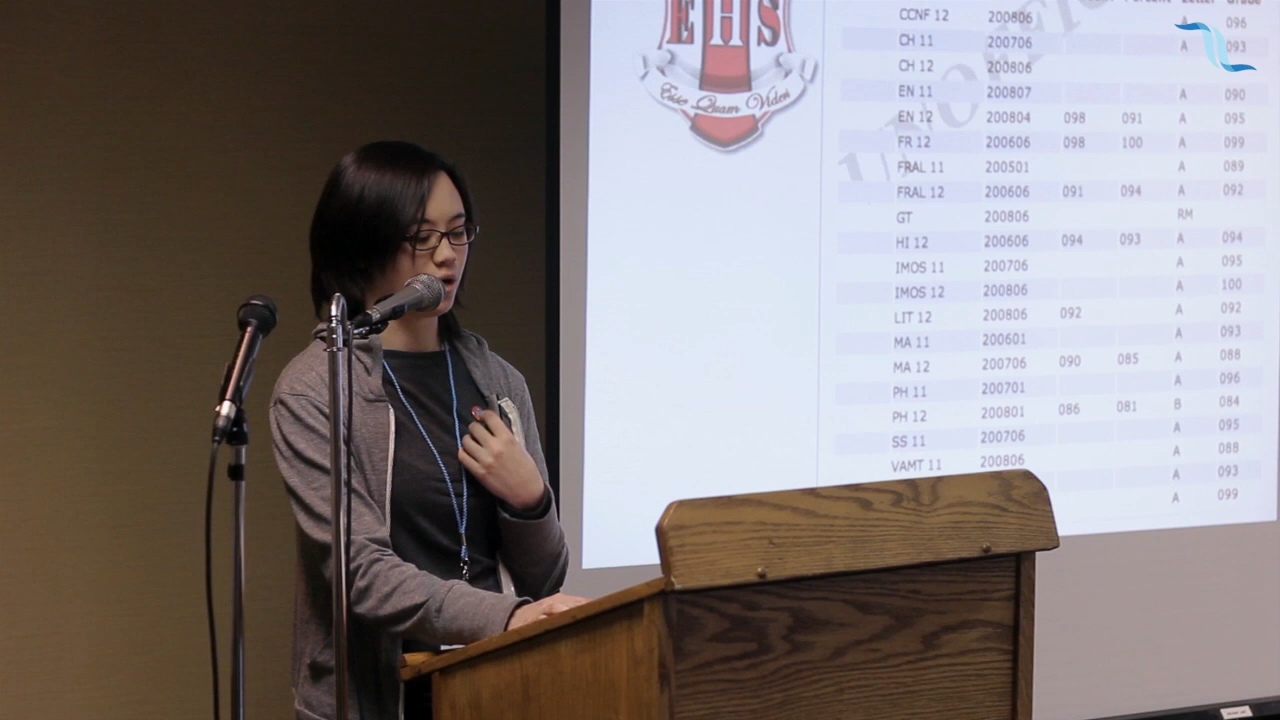 EHS
Esse Quam Videri
Percent Letter Grade
CCNF 12 200806 A 096
CH 11 200706 A 093
CH 12 200806
EN 11 200807 A 090
EN 12 200804 098 091 A 095
FR 12 200606 098 100 A 099
FRAL 11 200501 A 089
FRAL 12 200606 091 094 A 092
GT 200806 RM
HI 12 200606 094 093 A 094
IMOS 11 200706 A 095
IMOS 12 200806 A 100
LIT 12 200806 092 A 092
MA 11 200601 A 093
MA 12 200706 090 085 A 088
PH 11 200701 A 096
PH 12 200801 086 081 B 084
SS 11 200706 A 095
VAMT 11 200806 A 088
A 093
A 099